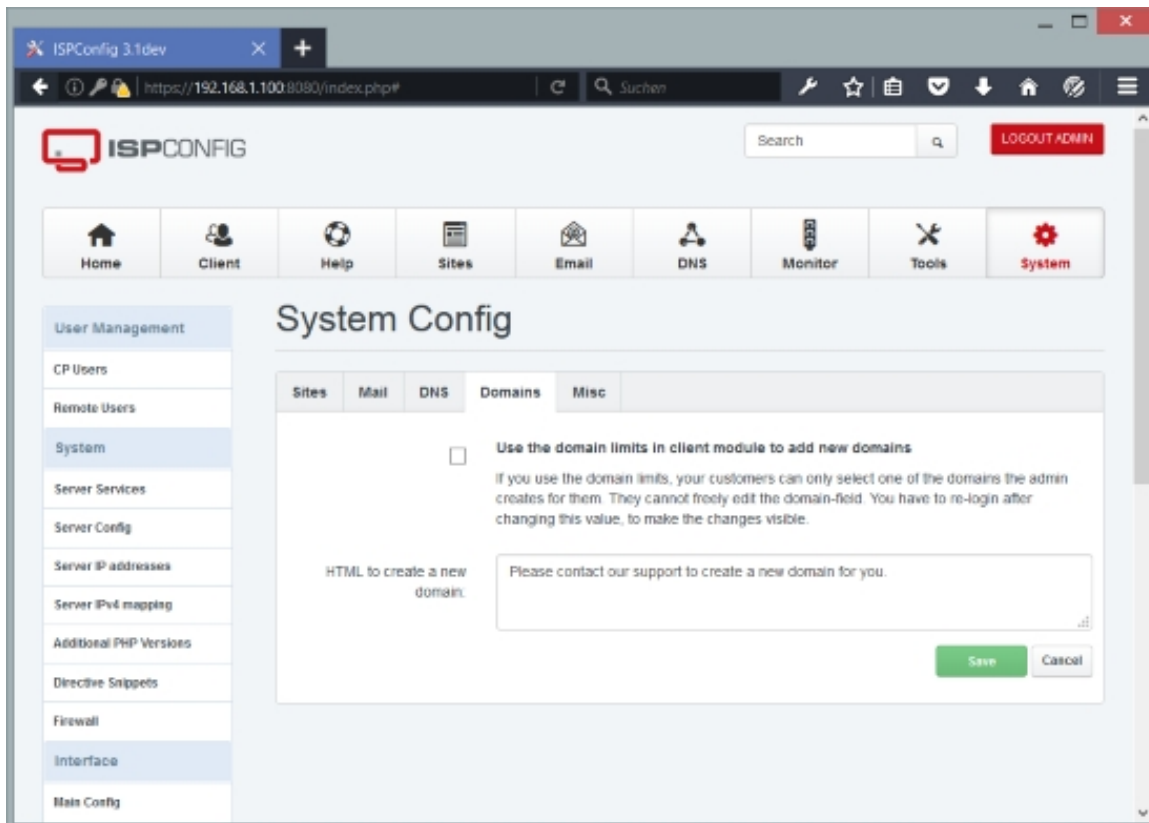 ISPConfig 3.1dev
https://192.168.1.100:8080/index.php#
Suchen
ISPCONFIG
Search
LOGOUT ADMIN
Home
Client
Help
Sites
Email
DNS
Monitor
Tools
System
User Management
CP Users
Remote Users
System
Server Services
Server Config
Server IP addresses
Server IPv4 mapping
Additional PHP Versions
Directive Snippets
Firewall
Interface
Main Config
System Config
Sites
Mail
DNS
Domains
Misc
Use the domain limits in client module to add new domains
If you use the domain limits, your customers can only select one of the domains the admin
creates for them. They cannot freely edit the domain-field. You have to re-login after
changing this value, to make the changes visible.
HTML to create a new
domain:
Please contact our support to create a new domain for you.
Save
Cancel